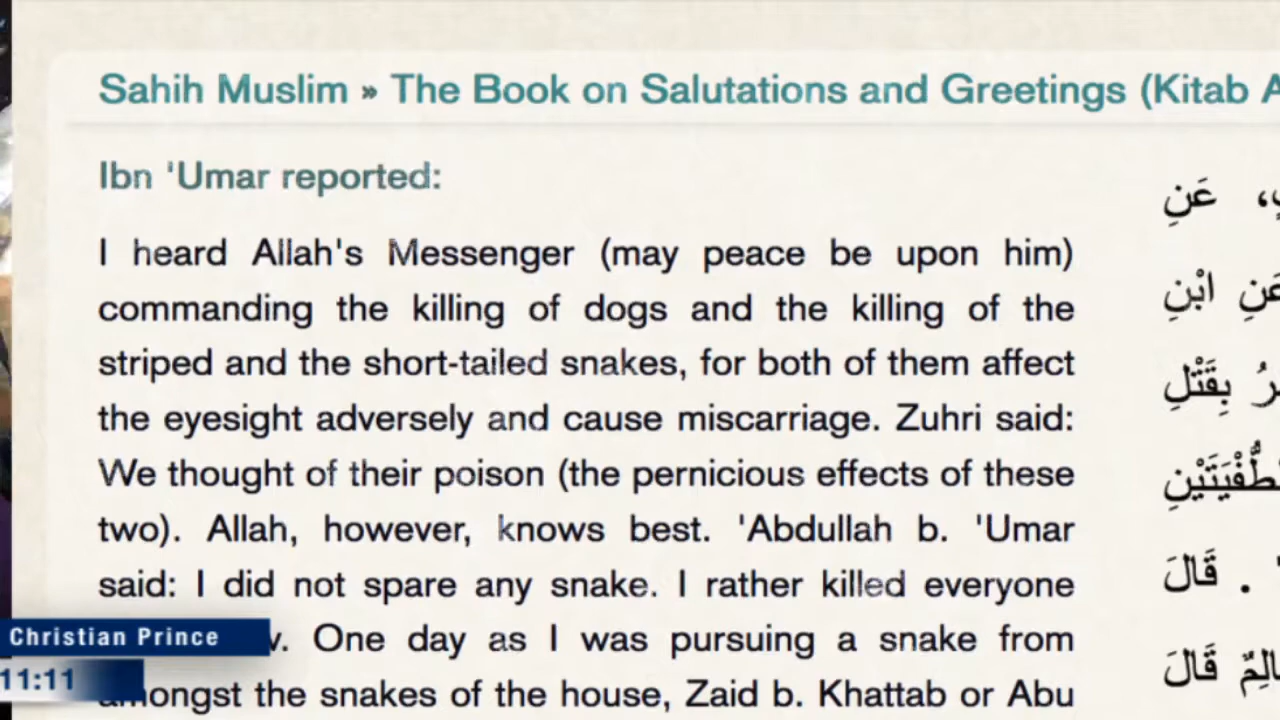 Sahih Muslim » The Book on Salutations and Greetings (Kitab
Ibn 'Umar reported:
I heard Allah's Messenger (may peace be upon him)
commanding the killing of dogs and the killing of the
striped and the short-tailed snakes, for both of them affect
the eyesight adversely and cause miscarriage. Zuhri said:
We thought of their poison (the pernicious effects of these
two). Allah, however, knows best. 'Abdullah b. 'Umar
said: I did not spare any snake. I rather killed everyone
One day as I was pursuing a snake from
amongst the snakes of the house, Zaid b. Khattab or Abu
عَنِ
عَنِ ابْنِ
بِقَتْلِ
. قَالَ
قَالَ
Christian Prince
11:11